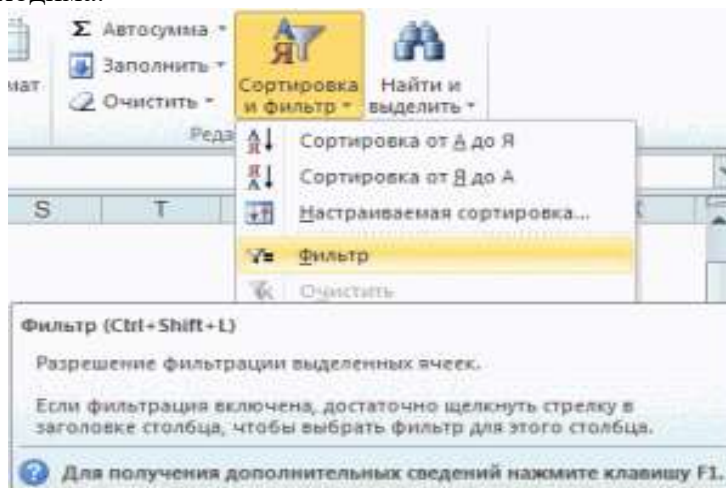 Σ Автосумма
мат
Заполнить
Очистить
Сортировка
и фильтр
Найти и
выделить
Реда
Сортировка от А до Я
Сортировка от Я до А
Настраиваемая сортировка...
S T
Фильтр
Очистить
Фильтр (Ctrl+Shift+L)
Разрешение фильтрации выделенных ячеек.
Если фильтрация включена, достаточно щелкнуть стрелку в
заголовке столбца, чтобы выбрать фильтр для этого столбца.
Для получения дополнительных сведений нажмите клавишу F1.